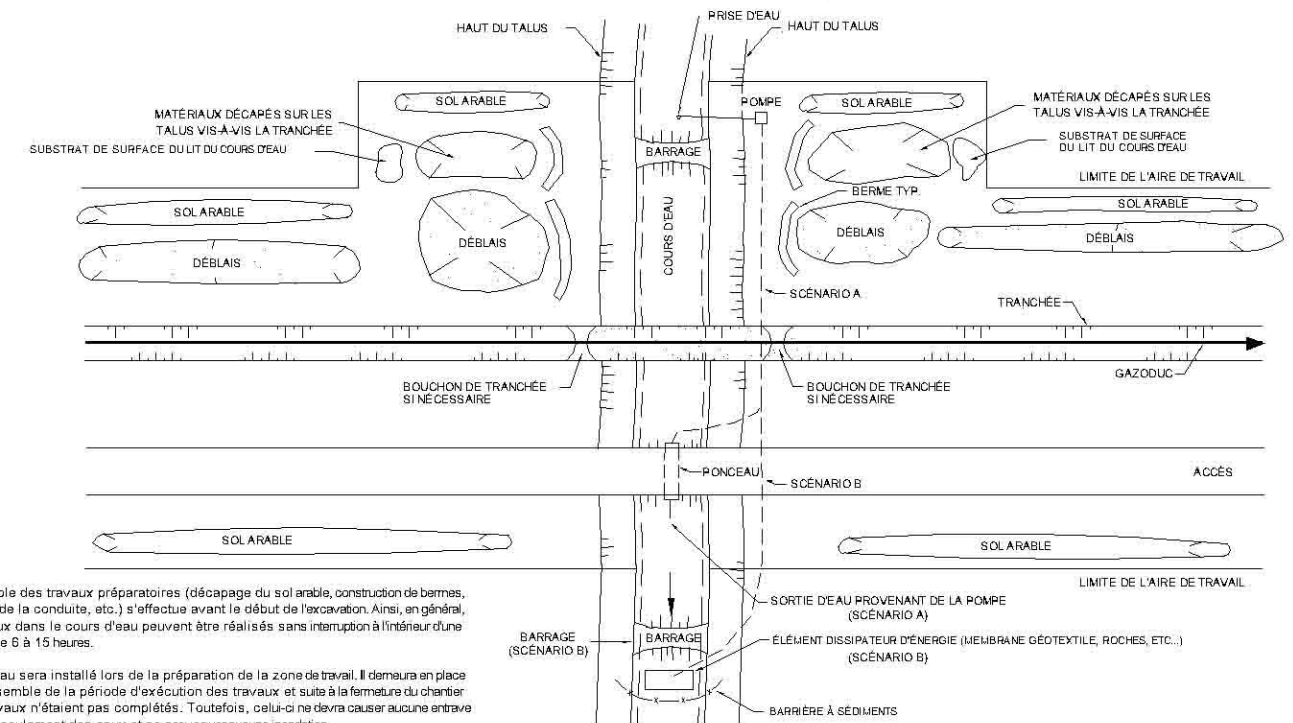 PRISE D'EAU
HAUT DU TALUS
HAUT DU TALUS
SOL ARABLE
POMPE
SOL ARABLE
MATÉRIAUX DÉCAPÉS SUR LES
TALUS VIS-À-VIS LA TRANCHÉE
MATÉRIAUX DÉCAPÉS SUR LES
TALUS VIS-À-VIS LA TRANCHÉE
SUBSTRAT DE SURFACE DU LIT DU COURS D'EAU
BARRAGE
SUBSTRAT DE SURFACE
DU LIT DU COURS D'EAU
LIMITE DE L'AIRE DE TRAVAIL
BERME TYP.
SOL ARABLE
SOL ARABLE
COURS D'EAU
DÉBLAIS
DÉBLAIS
DÉBLAIS
DÉBLAIS
SCÉNARIO A
TRANCHÉE
GAZODUC
BOUCHON DE TRANCHÉE
SI NÉCESSAIRE
BOUCHON DE TRANCHÉE
SI NÉCESSAIRE
PONCEAU
ACCÈS
SCÉNARIO B
SOL ARABLE
SOL ARABLE
LIMITE DE L'AIRE DE TRAVAIL
ble des travaux préparatoires (décapage du sol arable, construction de bermes,
de la conduite, etc.) s'effectue avant le début de l'excavation. Ainsi, en général,
ux dans le cours d'eau peuvent être réalisés sans interruption à l'intérieur d'une
e 6 à 15 heures.
SORTIE D'EAU PROVENANT DE LA POMPE
(SCÉNARIO A)
BARRAGE
(SCÉNARIO B)
BARRAGE
ÉLÉMENT DISSIPATEUR D'ÉNERGIE (MEMBRANE GÉOTEXTILE, ROCHES, ETC...)
(SCÉNARIO B)
au sera installé lors de la préparation de la zone de travail. Il demeura en place
semble de la période d'exécution des travaux et suite à la fermeture du chantier
vaux n'étaient pas complétés. Toutefois, celui-ci ne devra causer aucune entrave
BARRIÈRE À SÉDIMENTS